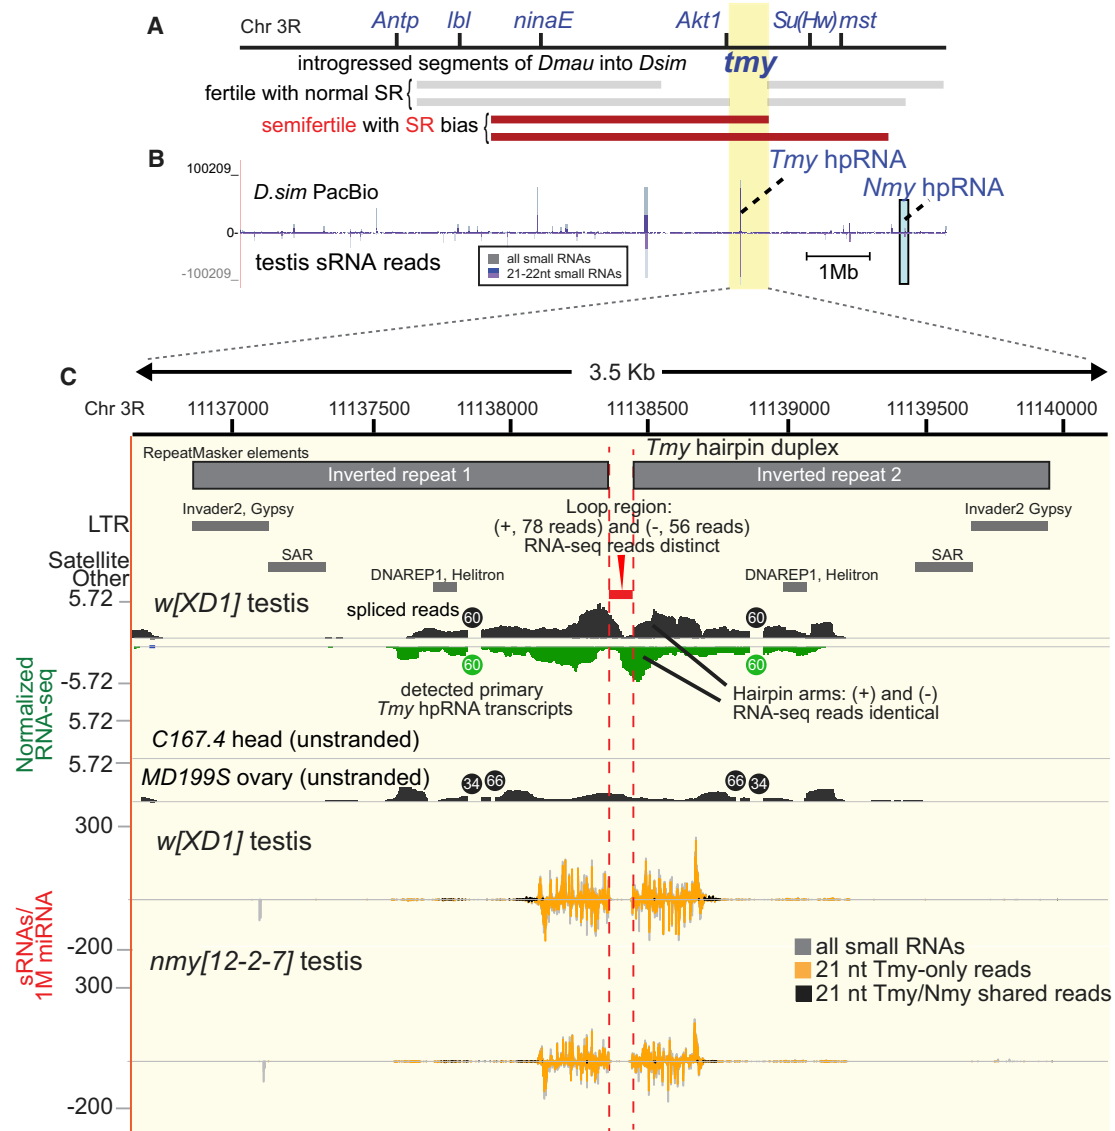 A
Chr 3R
Antp
lbl
ninaE
Akt1
Su(Hw)
mst
introgressed segments of Dmau into Dsim
tmy
fertile with normal SR
semifertile with SR bias
B
Tmy hpRNA
100209
D.sim PacBio
Nmy hpRNA
0
testis sRNA reads
all small RNAs
21-22nt small RNAs
1Mb
-100209
C
3.5 Kb
Chr 3R
11137000
11137500
11138000
11138500
11139000
11139500
11140000
RepeatMasker elements
Tmy hairpin duplex
Inverted repeat 1
Inverted repeat 2
Loop region:
(+, 78 reads) and (-, 56 reads)
RNA-seq reads distinct
LTR
Invader2, Gypsy
Invader2 Gypsy
Satellite
SAR
SAR
Other
DNAREP1, Helitron
DNAREP1, Helitron
5.72
w[XD1] testis
spliced reads
60
60
60
60
-5.72
detected primary
Tmy hpRNA transcripts
Hairpin arms: (+) and (-)
RNA-seq reads identical
Normalized
RNA-seq
5.72
C167.4 head (unstranded)
5.72
MD199S ovary (unstranded)
34
66
66
34
300
w[XD1] testis
sRNAs/
1M miRNA
-200
nmy[12-2-7] testis
300
all small RNAs
21 nt Tmy-only reads
21 nt Tmy/Nmy shared reads
-200